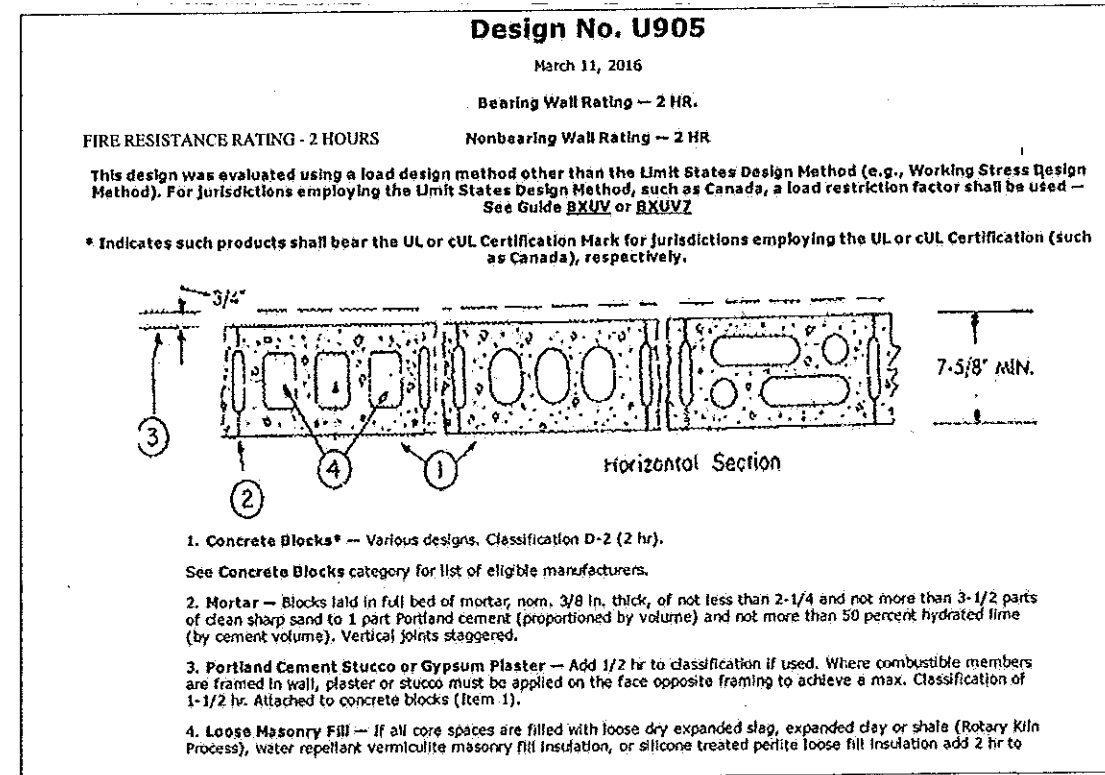 Design No. U905
March 11, 2016
Bearing Wall Rating — 2 HR.
FIRE RESISTANCE RATING - 2 HOURS Nonbearing Wall Rating — 2 HR
This design was evaluated using a load design method other than the Limit States Design Method (e.g., Working Stress Design
Method). For jurisdictions employing the Limit States Design Method, such as Canada, a load restriction factor shall be used —
See Guide BXUV or BXUV7
* Indicates such products shall bear the UL or cUL Certification Mark for jurisdictions employing the UL or cUL Certification (such
as Canada), respectively.
3/4"
7-5/8" MIN.
3
4
1
Horizontal Section
2
1. Concrete Blocks* — Various designs. Classification D-2 (2 hr).
See Concrete Blocks category for list of eligible manufacturers.
2. Mortar — Blocks laid in full bed of mortar, nom. 3/8 in. thick, of not less than 2-1/4 and not more than 3-1/2 parts
of clean sharp sand to 1 part Portland cement (proportioned by volume) and not more than 50 percent hydrated lime
(by cement volume). Vertical joints staggered.
3. Portland Cement Stucco or Gypsum Plaster — Add 1/2 hr to classification if used. Where combustible members
are framed in wall, plaster or stucco must be applied on the face opposite framing to achieve a max. Classification of
1-1/2 hr. Attached to concrete blocks (Item 1).
4. Loose Masonry Fill — If all core spaces are filled with loose dry expanded slag, expanded clay or shale (Rotary Kiln
Process), water repellant vermiculite masonry fill insulation, or silicone treated perlite loose fill insulation add 2 hr to